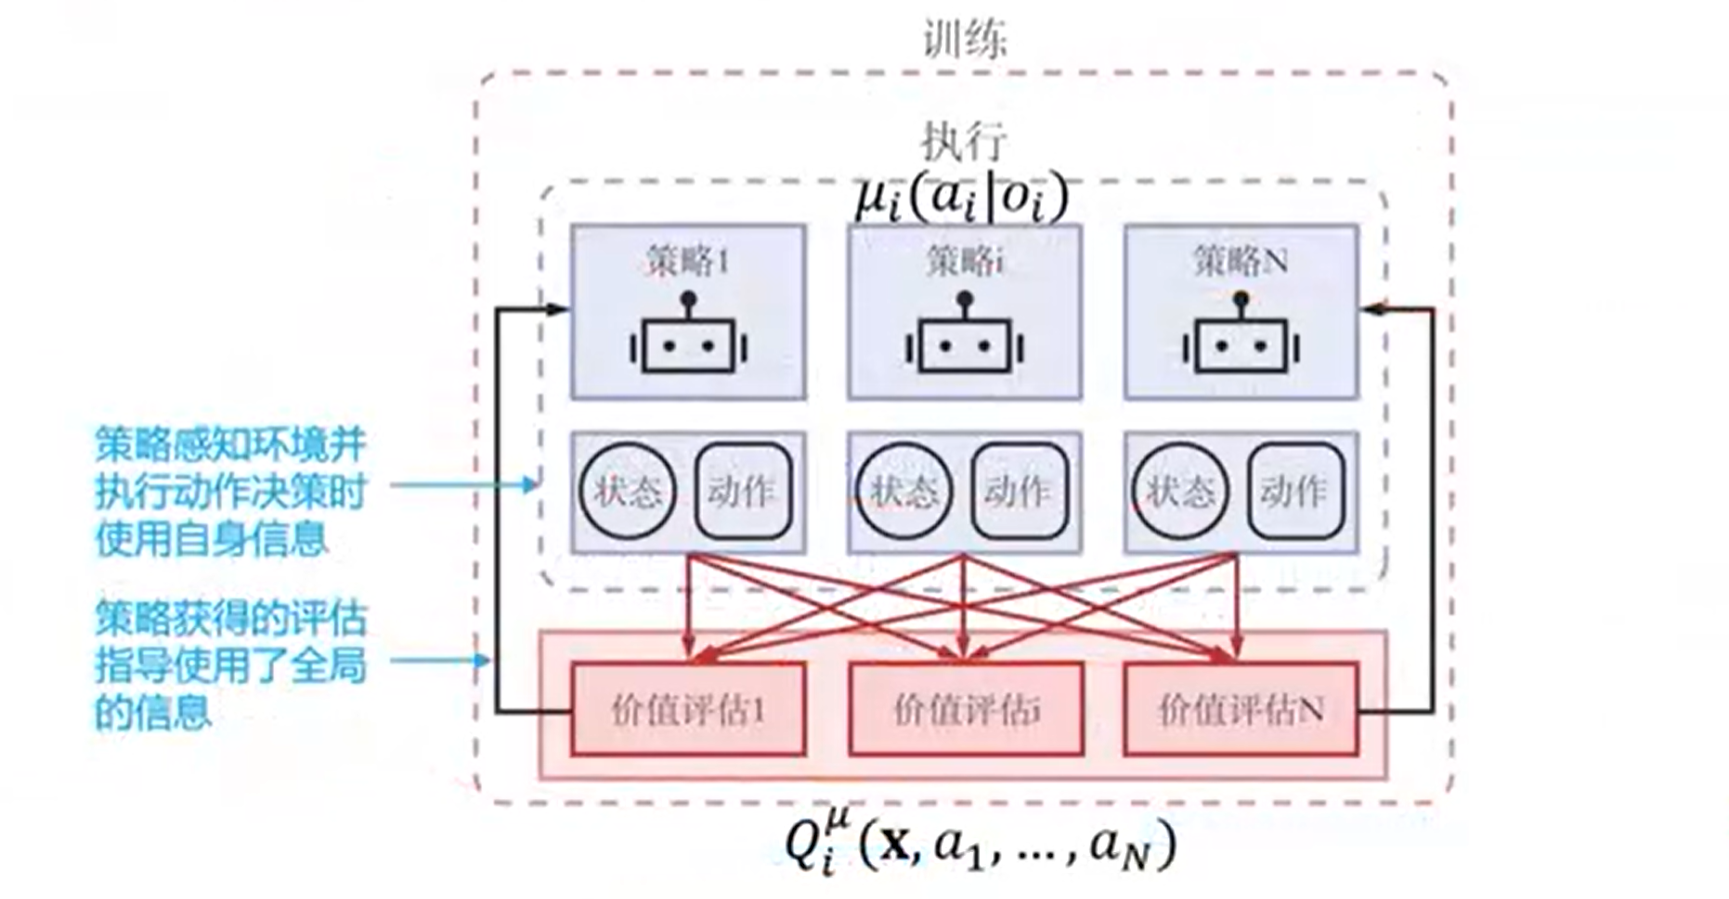 训练
执行
μ_i(a_i|o_i)
策略1
策略i
策略N
状态
动作
状态
动作
状态
动作
策略感知环境并
执行动作决策时
使用自身信息
策略获得的评估
指导使用了全局
的信息
价值评估1
价值评估i
价值评估N
Q_i^μ(x, a_1, ..., a_N)